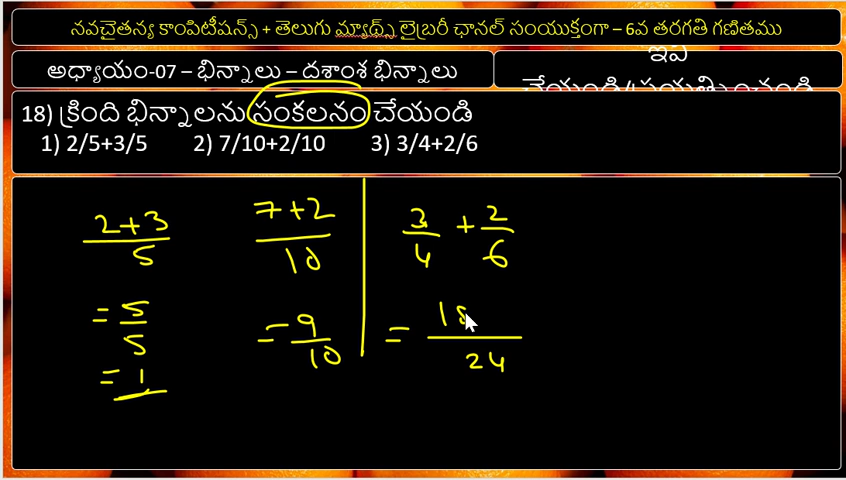 నవచైతన్య కాంపిటీషన్స్ + తెలుగు మ్యాథ్స్ లైబ్రరీ ఛానల్ సంయుక్తంగా – 6వ తరగతి గణితము
అధ్యాయం-07 – భిన్నాలు – దశాంశ భిన్నాలు
ఇవి
చేయండి/ప్రయత్నించండి
18) క్రింది భిన్నాలను సంకలనం చేయండి
1) 2/5+3/5 2) 7/10+2/10 3) 3/4+2/6
2+3 7+2 3 + 2
5 10 4 6
= 5 = 9 = 18
5 10 24
= 1